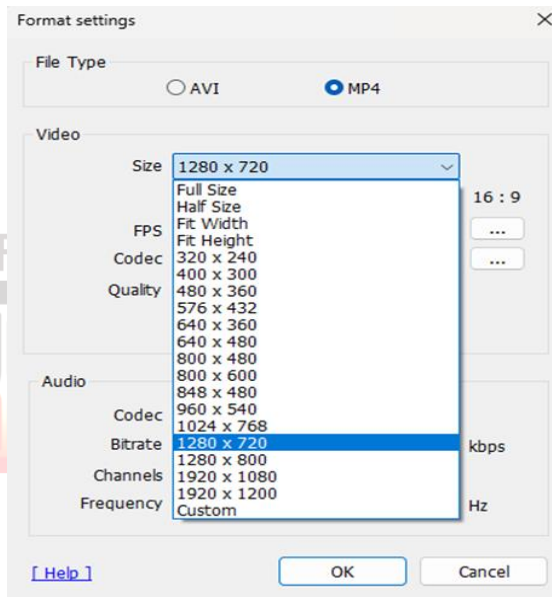 Format settings
File Type
AVI MP4
Video
Size 1280 x 720
Full Size
Half Size
16 : 9
Fit Width
FPS ...
Fit Height
Codec 320 x 240 ...
400 x 300
Quality 480 x 360
576 x 432
640 x 360
640 x 480
800 x 480
800 x 600
Audio
848 x 480
960 x 540
Codec
1024 x 768
Bitrate 1280 x 720 kbps
1280 x 800
Channels 1920 x 1080
1920 x 1200
Frequency Custom Hz
[ Help ] OK Cancel